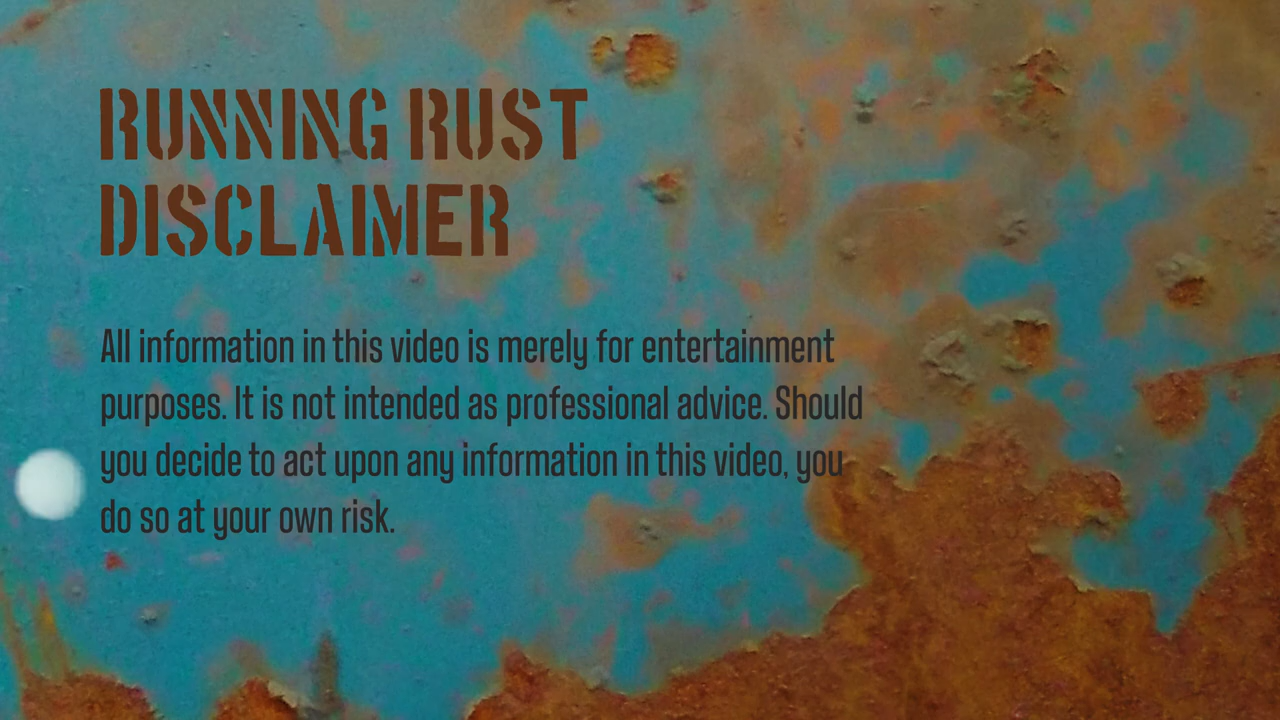 RUNNING RUST
DISCLAIMER
All information in this video is merely for entertainment
purposes. It is not intended as professional advice. Should
you decide to act upon any information in this video, you
do so at your own risk.